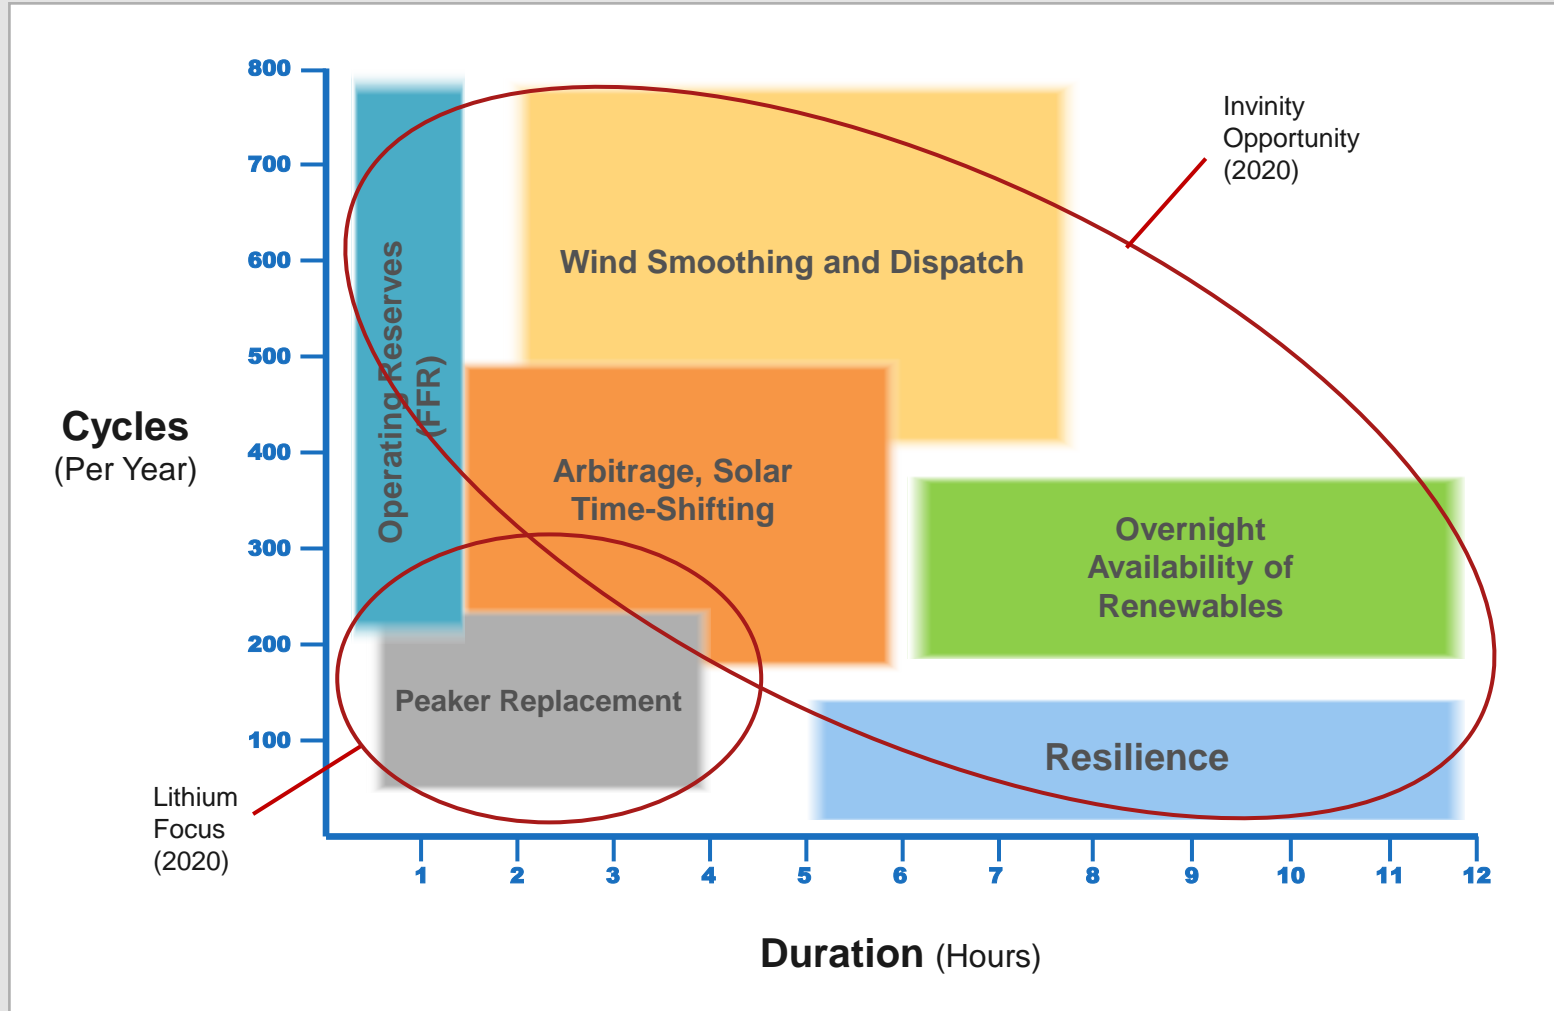 800
700
600
500
400
300
200
100
Cycles
(Per Year)
Operating Reserves
(FFR)
Wind Smoothing and Dispatch
Invinity
Opportunity
(2020)
Arbitrage, Solar
Time-Shifting
Overnight
Availability of
Renewables
Peaker Replacement
Resilience
Lithium
Focus
(2020)
1 2 3 4 5 6 7 8 9 10 11 12
Duration (Hours)